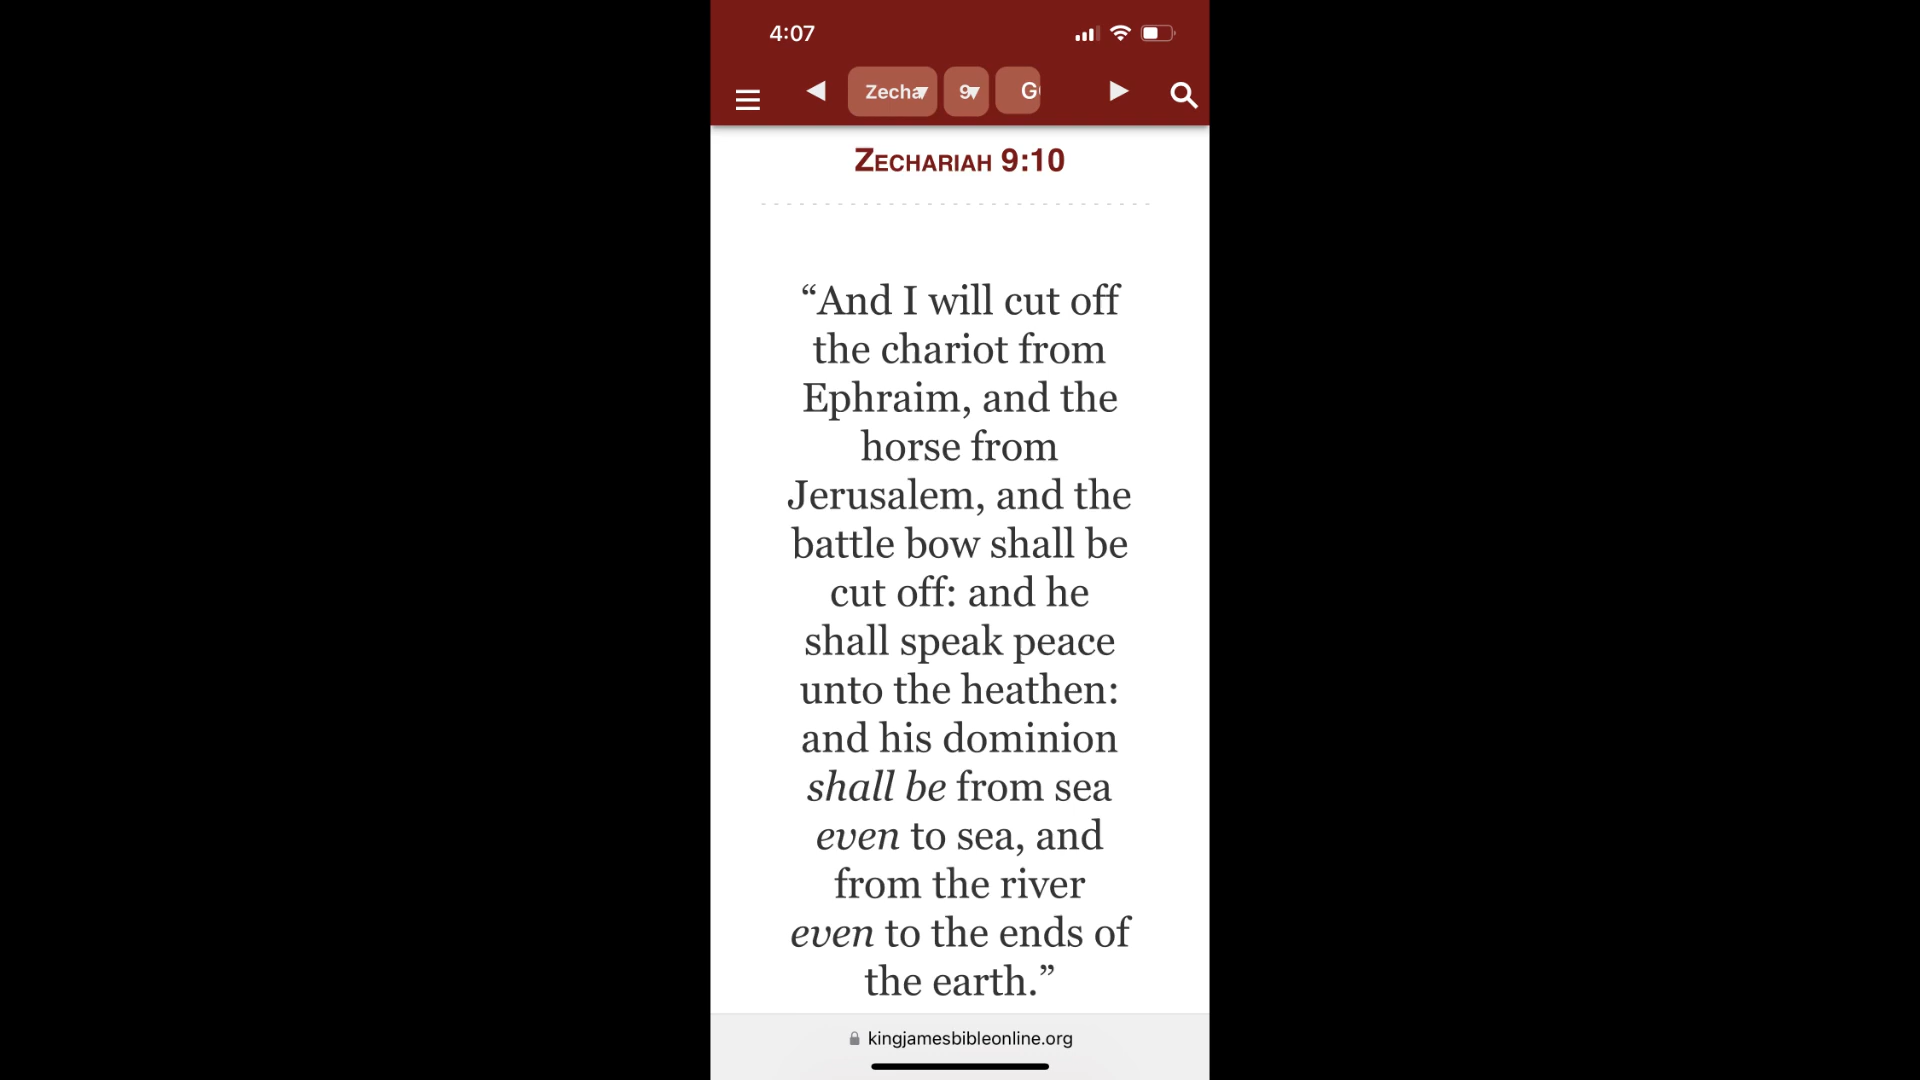 4:07
Zecha
9
G
ZECHARIAH 9:10
“And I will cut off
the chariot from
Ephraim, and the
horse from
Jerusalem, and the
battle bow shall be
cut off: and he
shall speak peace
unto the heathen:
and his dominion
shall be from sea
even to sea, and
from the river
even to the ends of
the earth.”
kingjamesbibleonline.org